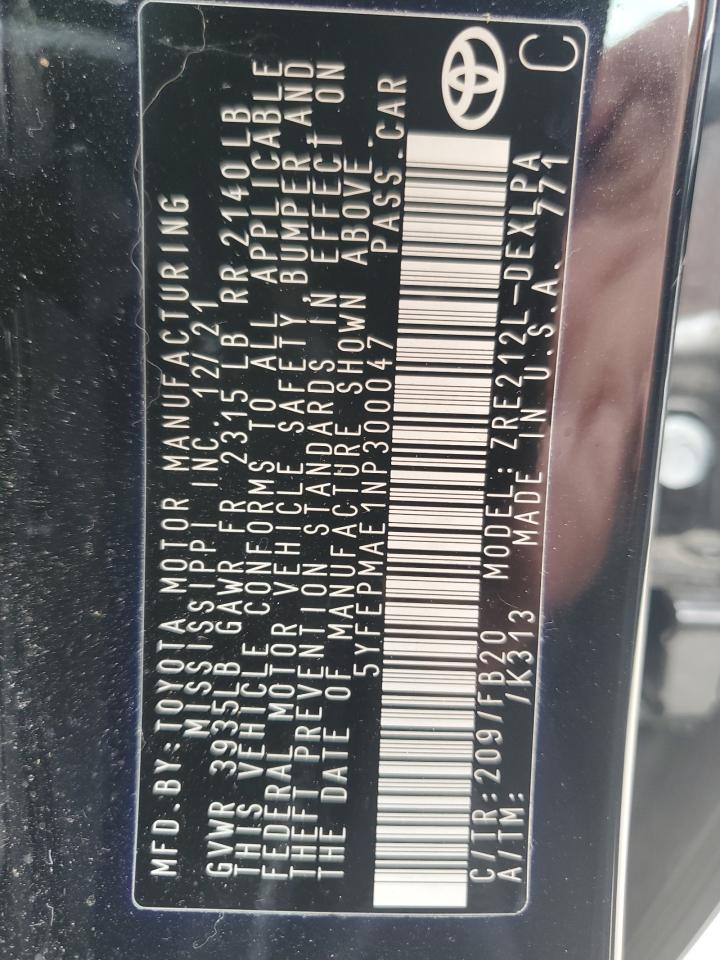 MFD.BY:TOYOTA MOTOR MANUFACTURING
MISSISSIPPI INC. 12/21
GVWR 3935LB GAWR FR 2315 LB RR 2140LB
THIS VEHICLE CONFORMS TO ALL APPLICABLE
FEDERAL MOTOR VEHICLE SAFETY,BUMPER AND
THEFT PREVENTION STANDARDS IN EFFECT ON
THE DATE OF MANUFACTURE SHOWN ABOVE.
5YFEPMAE1NP300047 PASS.CAR
C/TR:209/FB20 MODEL:ZRE212L-DEXLPA
A/TM: /K313 MADE IN U.S.A. 771
C